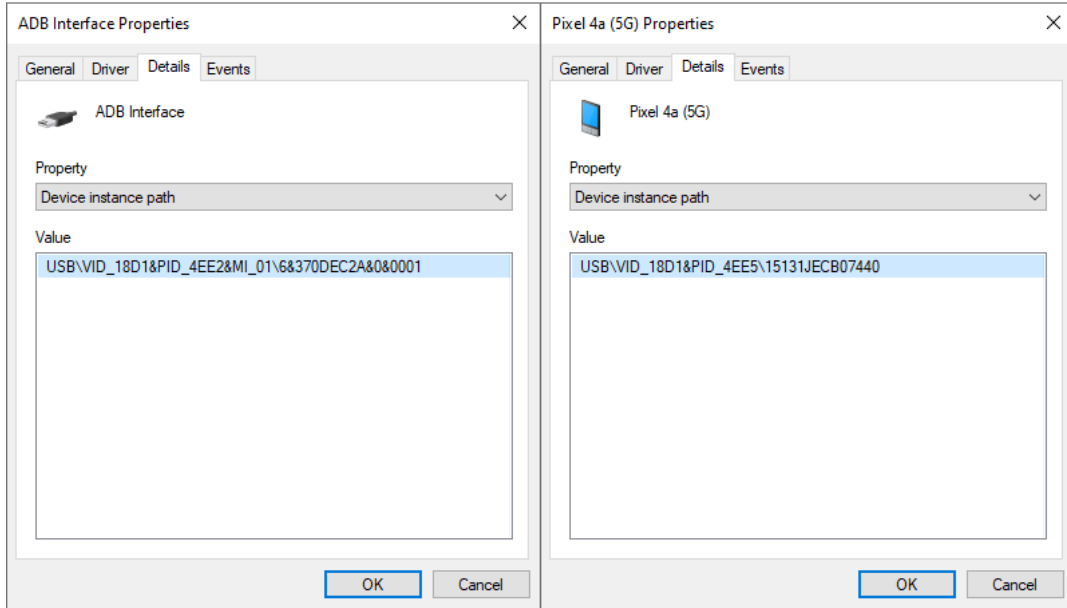 ADB Interface Properties
General Driver Details Events
ADB Interface
Property
Device instance path
Value
USB\VID_18D1&PID_4EE2&MI_01\6&370DEC2A&0&0001
OK Cancel
Pixel 4a (5G) Properties
General Driver Details Events
Pixel 4a (5G)
Property
Device instance path
Value
USB\VID_18D1&PID_4EE5\15131JECB07440
OK Cancel